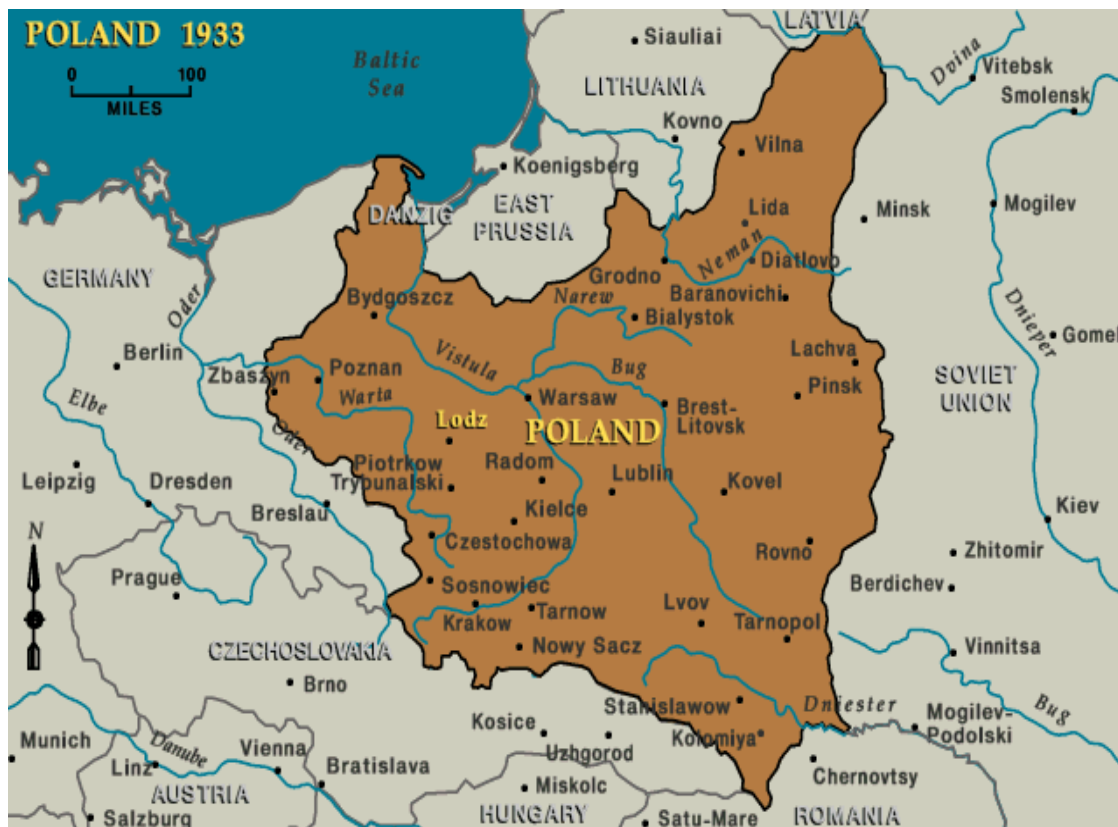 POLAND 1933
0 100
MILES
Baltic
Sea
LATVIA
Siauliai
LITHUANIA
Dvina
Vitebsk
Smolensk
Kovno
Vilna
Koenigsberg
DANZIG
EAST
PRUSSIA
Lida
Minsk
Mogilev
Neman
GERMANY
Oder
Grodno
Diatlovo
Bydgoszcz
Narew
Baranovichi
Bialystok
Dnieper
Gomel
Berlin
Zbaszyn
Poznan
Vistula
Bug
Lachva
Pinsk
SOVIET
UNION
Elbe
Warta
Warsaw
Brest-
Litovsk
Oder
Lodz
POLAND
Leipzig
Dresden
Piotrkow
Trybunalski
Radom
Lublin
Kovel
Breslau
Kielce
Kiev
N
Czestochowa
Rovno
Zhitomir
Prague
Sosnowiec
Berdichev
Krakow
Tarnow
Lvov
Tarnopol
CZECHOSLOVAKIA
Nowy Sacz
Vinnitsa
Brno
Stanislawow
Dniester
Bug
Kosice
Uzhgorod
Kolomiya
Mogilev-
Podolski
Munich
Danube
Vienna
Linz
Bratislava
Chernovtsy
AUSTRIA
Miskolc
Salzburg
HUNGARY
Satu-Mare
ROMANIA